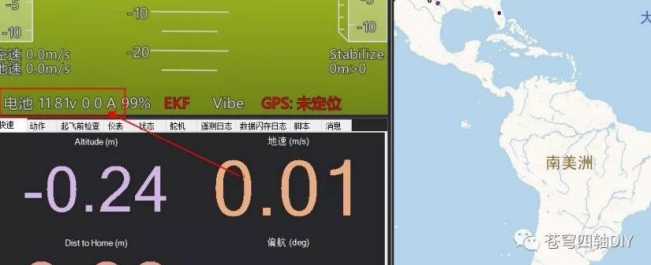 -5
-10
-10
-10
-20
空速 0.0m/s
地速 0.0m/s
Stabilize
0m>0
电池 11.81v 0.0 A 99% EKF Vibe GPS: 未定位
快速 动作 起飞前检查 仪表 状态 舵机 遥测日志 数据闪存日志 脚本 消息
Altitude (m) 地速 (m/s)
-0.24 0.01
Dist to Home (m) 偏航 (deg)
大
南美洲
苍穹四轴DIY